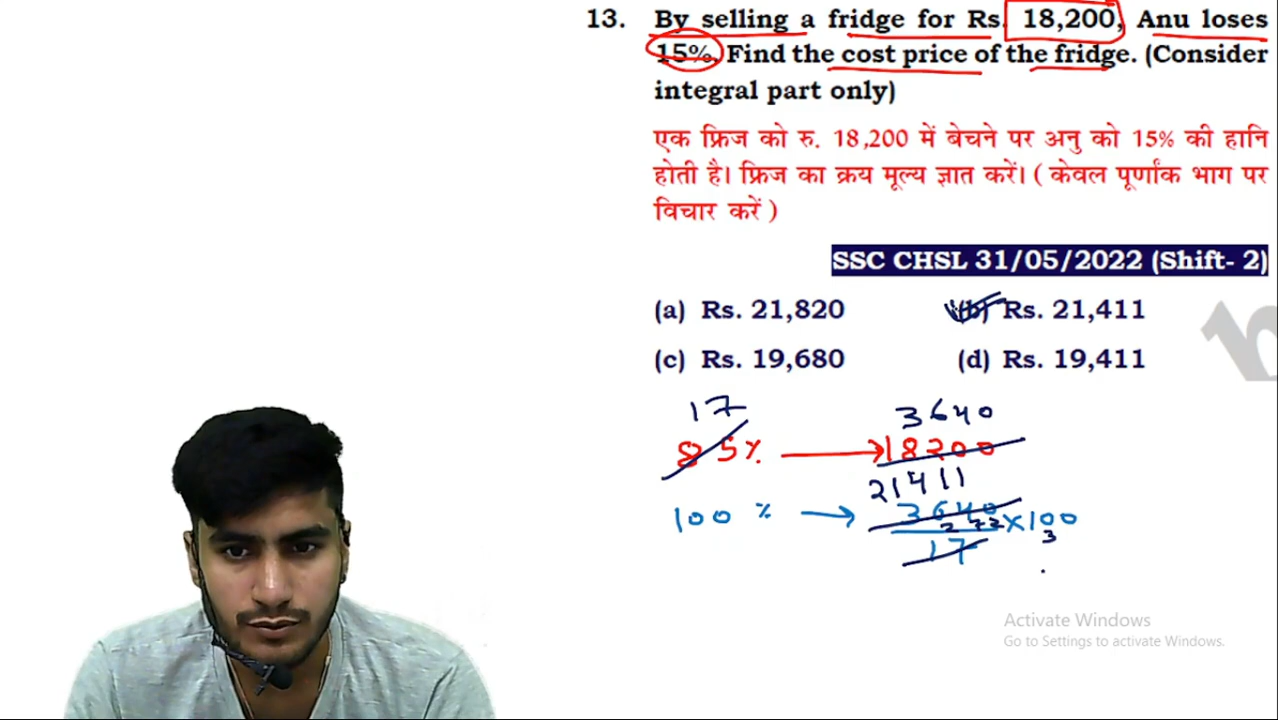 13. By selling a fridge for Rs. 18,200, Anu loses
15%. Find the cost price of the fridge. (Consider
integral part only)
एक फ्रिज को रु. 18,200 में बेचने पर अनु को 15% की हानि
होती है। फ्रिज का क्रय मूल्य ज्ञात करें। ( केवल पूर्णांक भाग पर
विचार करें )
SSC CHSL 31/05/2022 (Shift- 2)
(a) Rs. 21,820 (b) Rs. 21,411
(c) Rs. 19,680 (d) Rs. 19,411
17 3640
85% 18200
21411
100 % 3640 ×100
17
Activate Windows
Go to Settings to activate Windows.